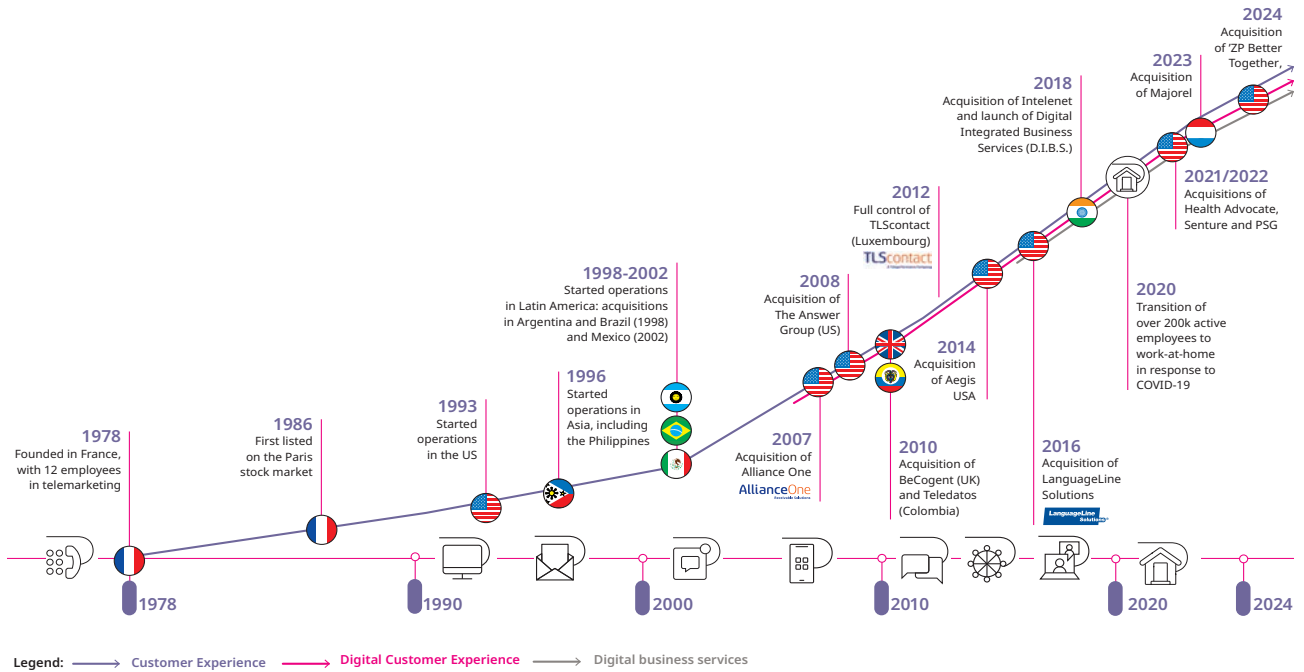 1978
Founded in France,
with 12 employees
in telemarketing
1986
First listed
on the Paris
stock market
1993
Started
operations
in the US
1996
Started
operations in
Asia, including
the Philippines
1998-2002
Started operations
in Latin America: acquisitions
in Argentina and Brazil (1998)
and Mexico (2002)
2007
Acquisition of
Alliance One
AllianceOne
Receivable Solutions
2008
Acquisition of
The Answer
Group (US)
2010
Acquisition of
BeCogent (UK)
and Teledatos
(Colombia)
2012
Full control of
TLScontact
(Luxembourg)
TLScontact
2014
Acquisition
of Aegis
USA
2016
Acquisition of
LanguageLine
Solutions
LanguageLine
Solutions
2018
Acquisition of Intelenet
and launch of Digital
Integrated Business
Services (D.I.B.S.)
2020
Transition of
over 200k active
employees to
work-at-home
in response to
COVID-19
2021/2022
Acquisitions of
Health Advocate,
Senture and PSG
2023
Acquisition
of Majorel
2024
Acquisition
of ‘ZP Better
Together,
1978
1990
2000
2010
2020
2024
Legend: Customer Experience Digital Customer Experience Digital business services